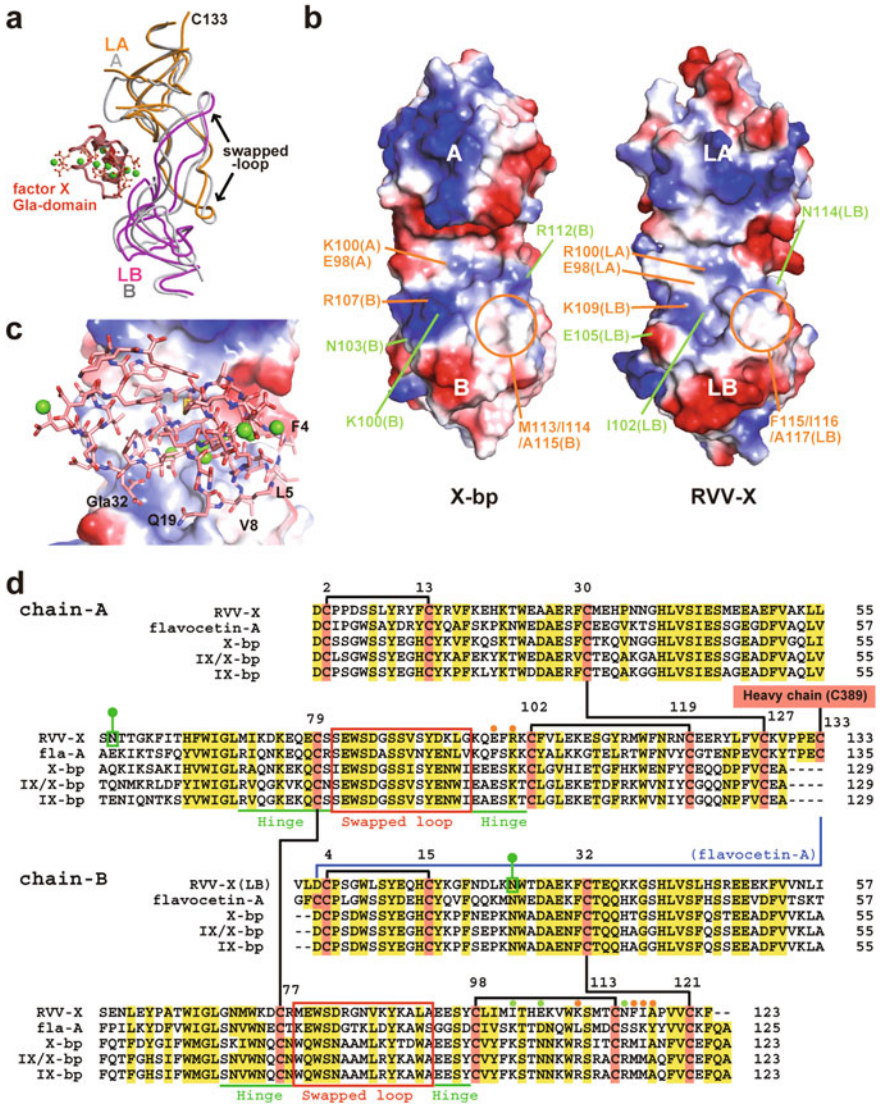 a
C133
LA
A
swapped
-loop
factor X
Gla-domain
LB
B
b
A
LA
R112(B)
N114(LB)
K100(A)
E98(A)
R100(LA)
E98(LA)
R107(B)
K109(LB)
N103(B)
E105(LB)
B
LB
K100(B)
M113/I114
/A115(B)
I102(LB)
F115/I116
/A117(LB)
X-bp
RVV-X
c
F4
L5
Gla32
Q19
V8
d
chain-A
2 13 30
RVV-X DCPPDSSLYRYFCYRVFKEHKTWEAAERFCMEHPNNGHLVSIESMEEAEFVAKLL 55
flavocetin-A DCIPGWSAYDRYCYQAFSKPKNWEDAESFCEEGVKTSHLVSIESSGEGDFVAQLV 57
X-bp DCSSGWSSYEGHCYKVFKQSKTWTDAESFCTKQVNGGHLVSIESSGEADFVGQLI 55
IX/X-bp DCLSGWSSYEGHCYKAFEKYKTWEDAERVCTEQAKGAHLVSIESSGEADFVAQLV 55
IX-bp 55
Heavy chain (C389)
79 102 119 127 133
RVV-X SNTTGKFITHFWIGLMIKDKEQECSSEWSDGSSVSYDKLGKQEFRKCFVLEKESGYRMWFNRNCEERYLFVCKVPPEC 133
fla-A AEKIKTSFQYVWIGLRIQNKEQQCRSEWSDASSVNYENLVKQFSKKCYALKKGTELRTWFNVYCGTENPEVCKYTPEC 135
X-bp AQKIKSAKIHVWIGLRAQNKEKQCSIEWSDGSSISYENWIEEESKKCLGVHIETGFHKWENFYCEQQDPFVCEA---- 129
IX/X-bp TQNMKRLDFYIWIGLRVQGKVKQCNSEWSDGSSVSYENWIEAESKTCLGLEKETDFRKWVNIYCGQQNPFVCEA---- 129
IX-bp TENIQNTKSYVWIGLRVQGKEKQCSSEWSDGSSVSYENWIEAESKTCLGLEKETGFRKWVNIYCGQQNPFVCEA---- 129
Hinge Swapped loop Hinge
chain-B
4 15 32 (flavocetin-A)
RVV-X(LB) VLDCPSGWLSYEQHCYKGFNDLKNWTDAEKFCTEQKKGSHLVSLHSREEEKFVVNLI 57
flavocetin-A GFCCPLGWSSYDEHCYQVFQQKMNWEDAEKFCTQQHKGSHLVSFHSSEEVDFVTSKT 57
X-bp --DCPSDWSSYEGHCYKPFSEPKNWADAENFCTQQHTGSHLVSFQSTEEADFVVKLA 55
IX/X-bp --DCPSDWSSYEGHCYKPFSEPKNWADAENFCTQQHAGGHLVSFQSSEEADFVVKLA 55
IX-bp --DCPSDWSSYEGHCYKPFNEPKNWADAENFCTQQHAGGHLVSFQSSEEADFVVKLA 55
77 98 113 121
RVV-X SENLEYPATWIGLGNMWKDCRMEWSDRGNVKYKALAEESYCLIMITHEKVWKSMTCNFIAPVVCKF-- 123
fla-A FPILKYDFVWIGLSNVWNECTKEWSDGTKLDYKAWSGGSDCIVSKTTDNQWLSMDCSSKYYVVCKFQA 125
X-bp FQTFDYGIFWMGLSKIWNQCNWQWSNAAMLKYTDWAEESYCVYFKSTNNKWRSITCRMIANFVCEFQA 123
IX/X-bp FQTFGHSIFWMGLSNVWNQCNWQWSNAAMLRYKAWAEESYCVYFKSTNNKWRSRACRMMAQFVCEFQA 123
IX-bp FQTFGHSIFWMGLSNVWNQCNWQWSNAAMLRYKAWAEESYCVYFKSTNNKWRSRACRMMAQFVCEFQA 123
Hinge Swapped loop Hinge